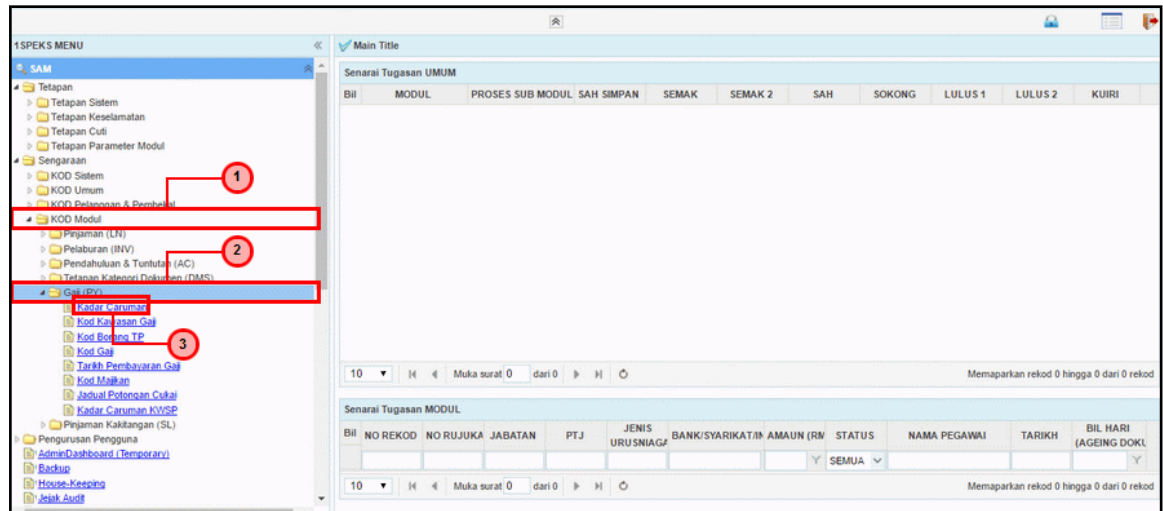 1SPEKS MENU
Main Title
SAM
Tetapan
Tetapan Sistem
Tetapan Keselamatan
Tetapan Cuti
Tetapan Parameter Modul
Sengaraan
KOD Sistem
KOD Umum
KOD Pelanggan & Pembekal
KOD Modul
Pinjaman (LN)
Pelaburan (INV)
Pendahuluan & Tuntutan (AC)
Tetapan Kategori Dokumen (DMS)
Gaji (PY)
Kadar Caruman
Kod Kawasan Gaji
Kod Borang TP
Kod Gaji
Tarikh Pembayaran Gaji
Kod Majikan
Jadual Potongan Cukai
Kadar Caruman KWSP
Pinjaman Kakitangan (SL)
Pengurusan Pengguna
AdminDashboard (Temporary)
Backup
House-Keeping
Jejak Audit
1
2
3
Senarai Tugasan UMUM
Bil MODUL PROSES SUB MODUL SAH SIMPAN SEMAK SEMAK 2 SAH SOKONG LULUS 1 LULUS 2 KUIRI
10 Muka surat 0 dari 0 Memaparkan rekod 0 hingga 0 dari 0 rekod
Senarai Tugasan MODUL
Bil NO REKOD NO RUJUKA JABATAN PTJ JENIS URUSNIAGA BANK/SYARIKAT/IN AMAUN (RM STATUS NAMA PEGAWAI TARIKH BIL HARI (AGEING DOKU
SEMUA
10 Muka surat 0 dari 0 Memaparkan rekod 0 hingga 0 dari 0 rekod